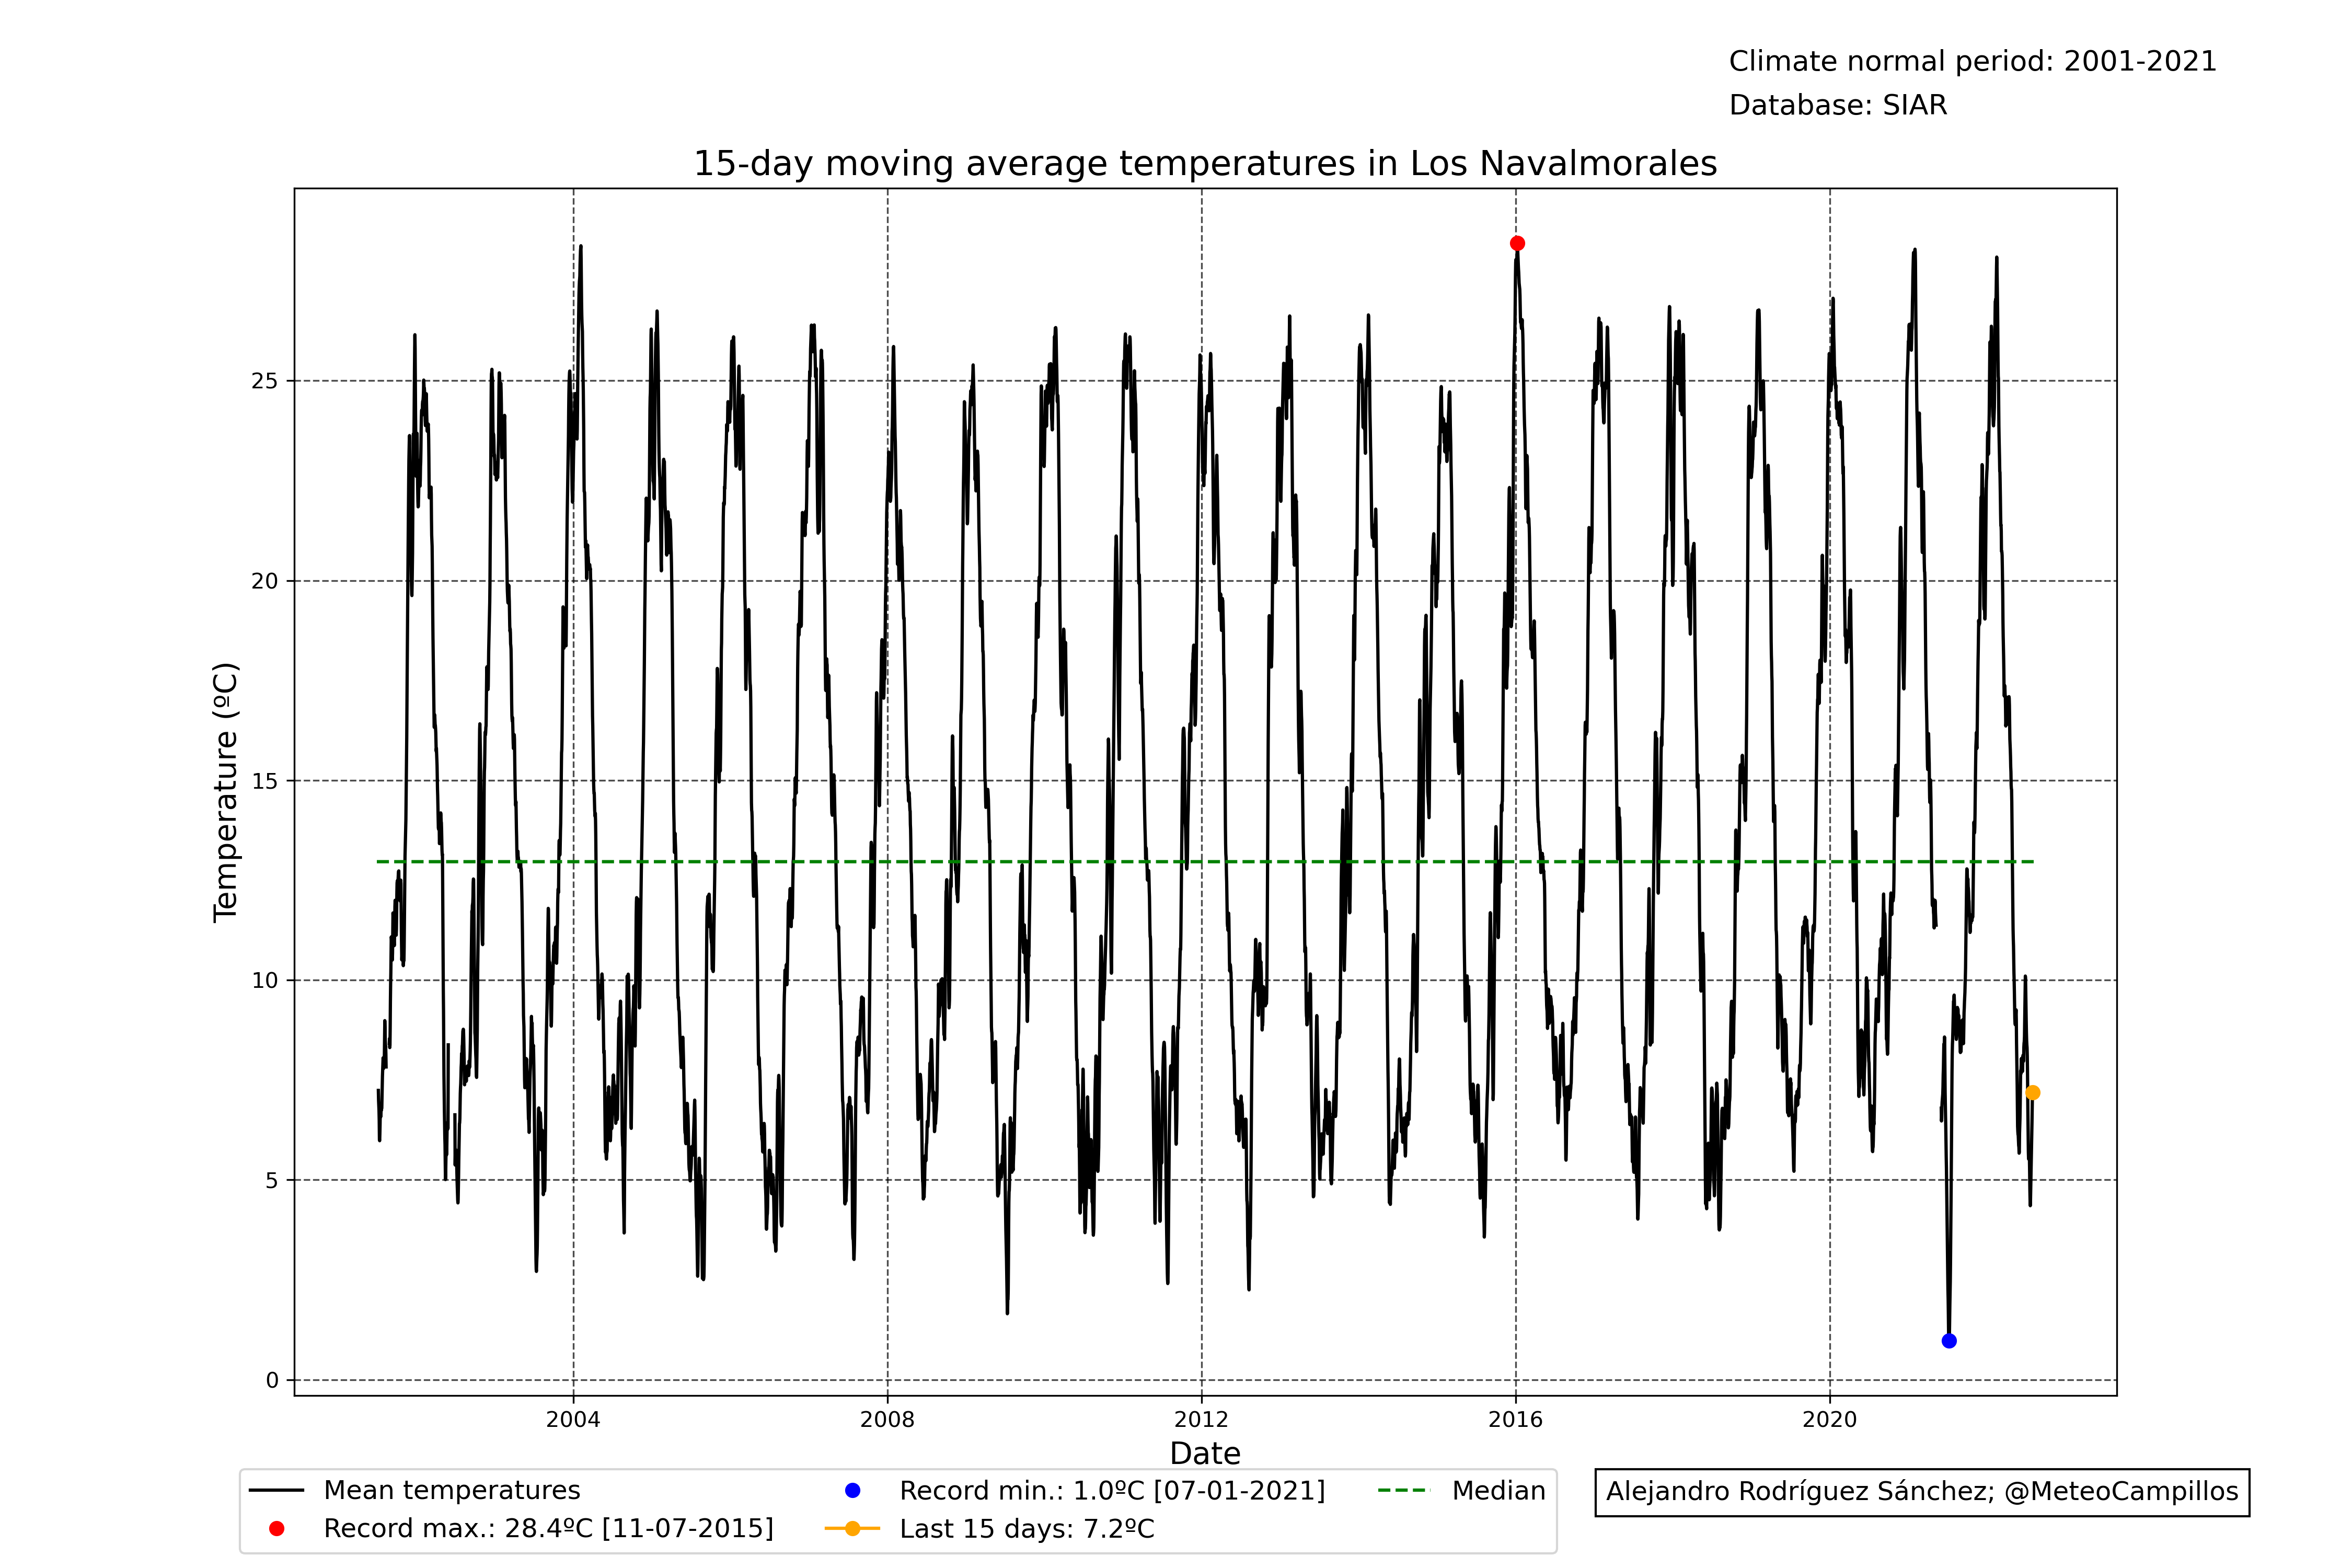 Climate normal period: 2001-2021
Database: SIAR
15-day moving average temperatures in Los Navalmorales
Temperature (ºC)
25
20
15
10
5
0
2004 2008 2012 2016 2020
Date
Mean temperatures
Record max.: 28.4ºC [11-07-2015]
Record min.: 1.0ºC [07-01-2021]
Last 15 days: 7.2ºC
Median
Alejandro Rodríguez Sánchez; @MeteoCampillos